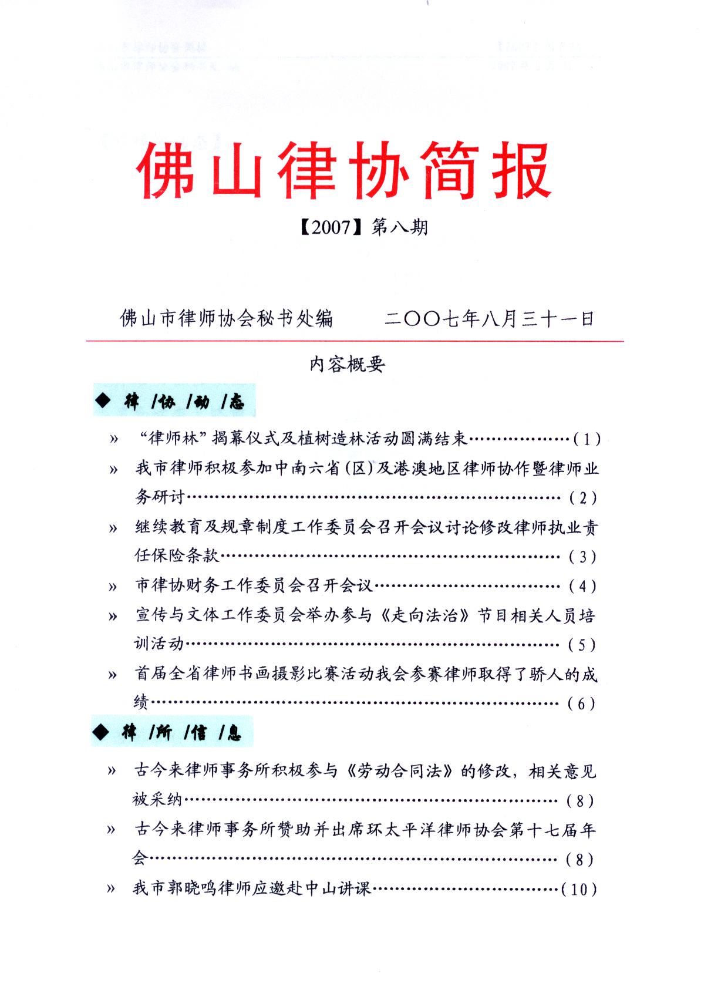 佛山律协简报
【2007】第八期
佛山市律师协会秘书处编 二〇〇七年八月三十一日
内容概要
◆ 律/协/动/态
» “律师林”揭幕仪式及植树造林活动圆满结束………………(1)
» 我市律师积极参加中南六省(区)及港澳地区律师协作暨律师业
务研讨…………………………………………………………(2)
» 继续教育及规章制度工作委员会召开会议讨论修改律师执业责
任保险条款……………………………………………………(3)
» 市律协财务工作委员会召开会议……………………………(4)
» 宣传与文体工作委员会举办参与《走向法治》节目相关人员培
训活动…………………………………………………………(5)
» 首届全省律师书画摄影比赛活动我会参赛律师取得了骄人的成
绩………………………………………………………………(6)
◆ 律/所/信/息
» 古今来律师事务所积极参与《劳动合同法》的修改，相关意见
被采纳…………………………………………………………(8)
» 古今来律师事务所赞助并出席环太平洋律师协会第十七届年
会………………………………………………………………(8)
» 我市郭晓鸣律师应邀赴中山讲课……………………………(10)